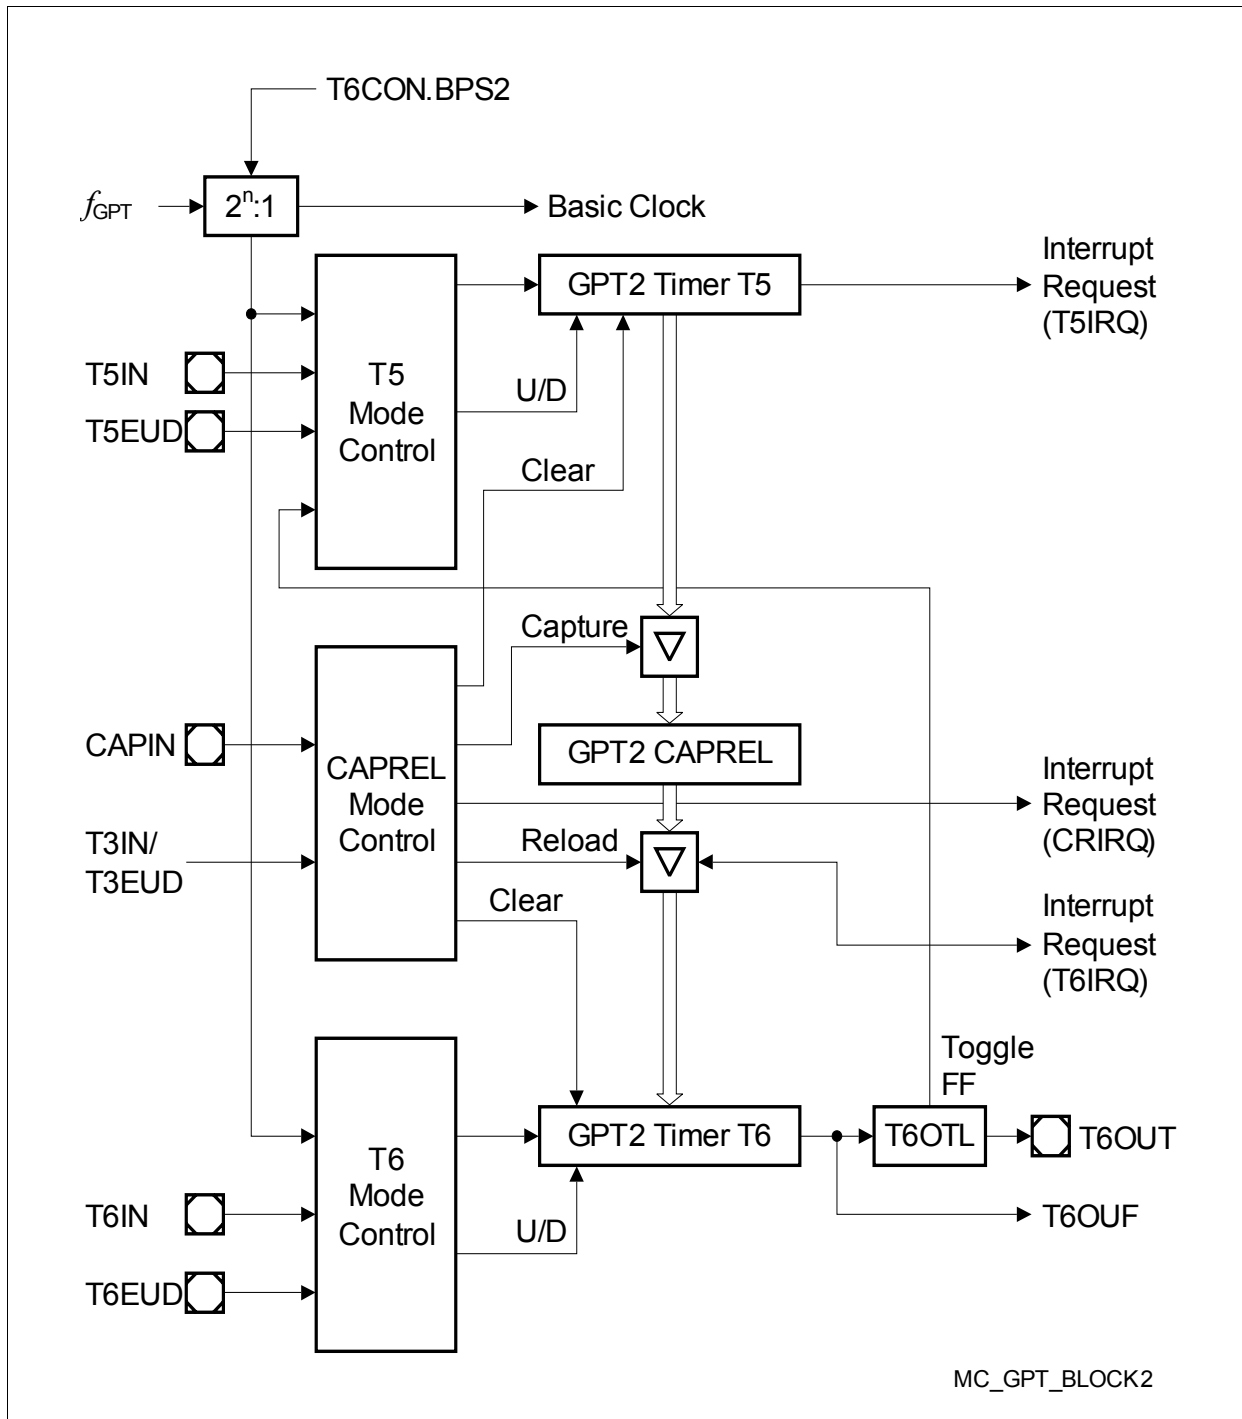 T6CON.BPS2
fGPT
2n:1
Basic Clock
Interrupt
Request
(T5IRQ)
GPT2 Timer T5
T5IN
T5EUD
T5
Mode
Control
U/D
Clear
Capture
CAPIN
T3IN/
T3EUD
CAPREL
Mode
Control
GPT2 CAPREL
Interrupt
Request
(CRIRQ)
Reload
Clear
Interrupt
Request
(T6IRQ)
Toggle
FF
GPT2 Timer T6
T6OTL
T6OUT
T6
Mode
Control
T6IN
T6EUD
U/D
T6OUF
MC_GPT_BLOCK2